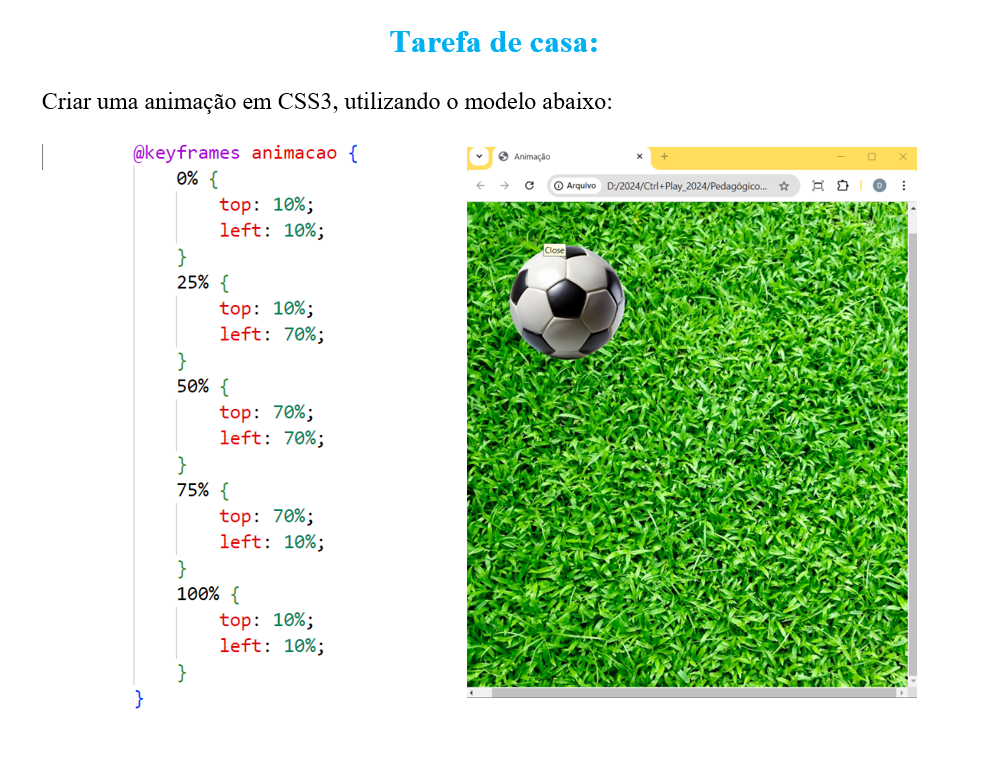 Tarefa de casa:
Criar uma animação em CSS3, utilizando o modelo abaixo:
@keyframes animacao {
0% {
top: 10%;
left: 10%;
}
25% {
top: 10%;
left: 70%;
}
50% {
top: 70%;
left: 70%;
}
75% {
top: 70%;
left: 10%;
}
100% {
top: 10%;
left: 10%;
}
}
Animação
Arquivo D:/2024/Ctrl+Play_2024/Pedagógico...
D
Close